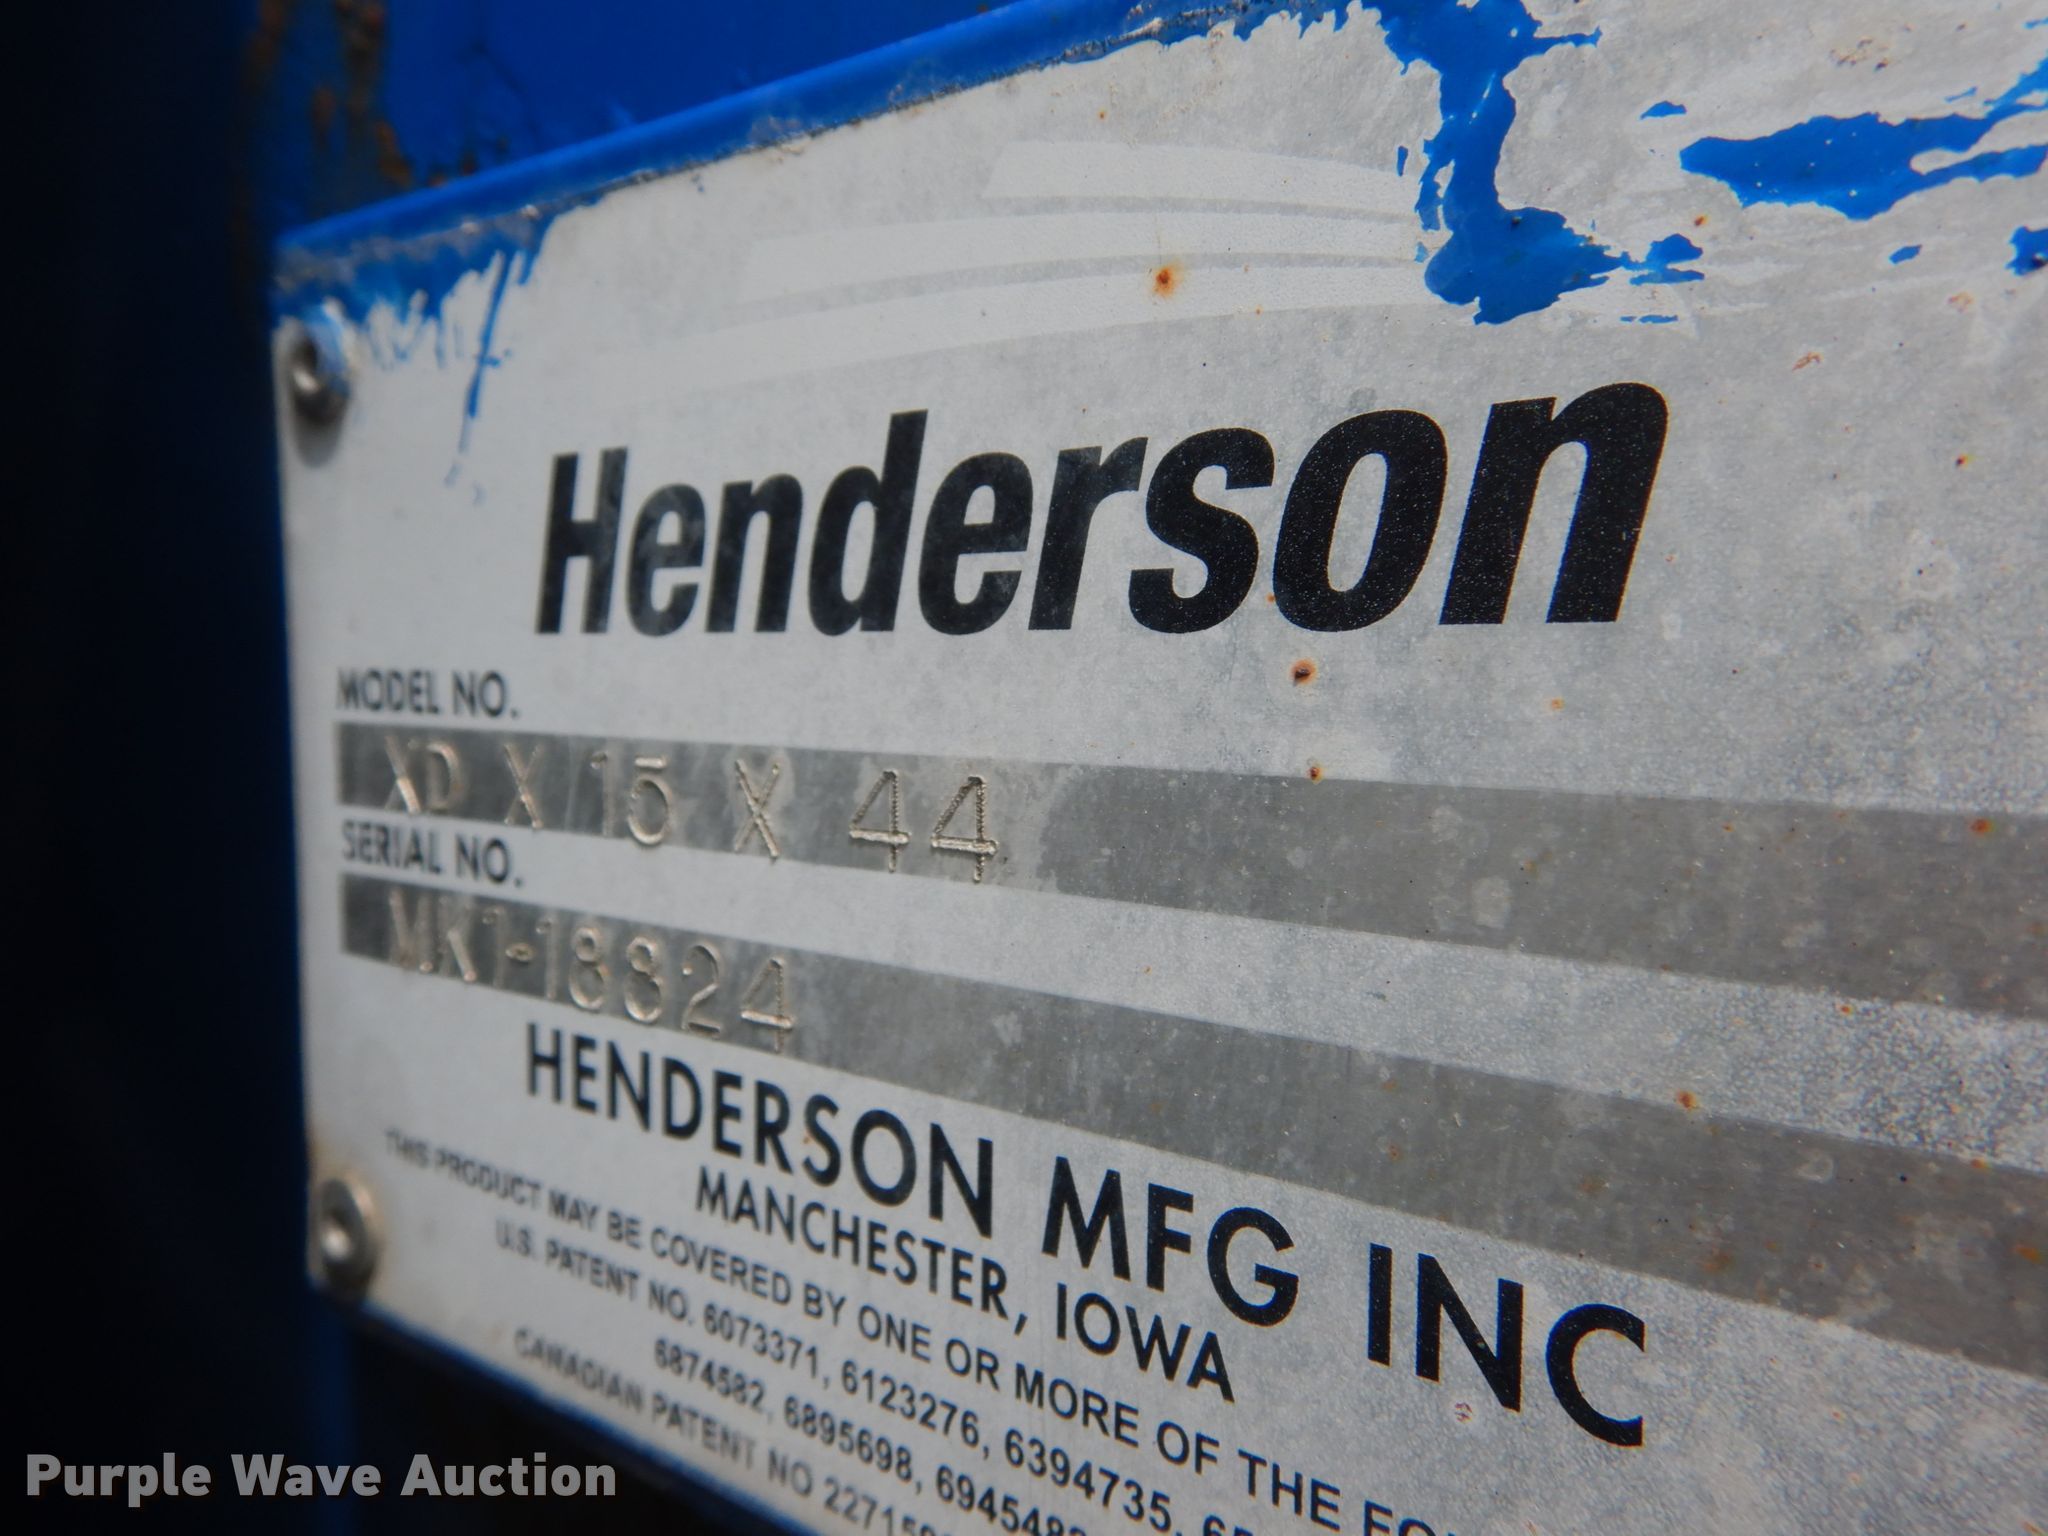 Henderson
MODEL NO.
XD X 15 X 44
SERIAL NO.
MK1-18824
HENDERSON MFG INC
MANCHESTER, IOWA
THIS PRODUCT MAY BE COVERED BY ONE OR MORE OF THE
U.S. PATENT NO. 6073371, 6123276, 6394735,
6874582, 6895698,
CANADIAN PATENT NO
Purple Wave Auction